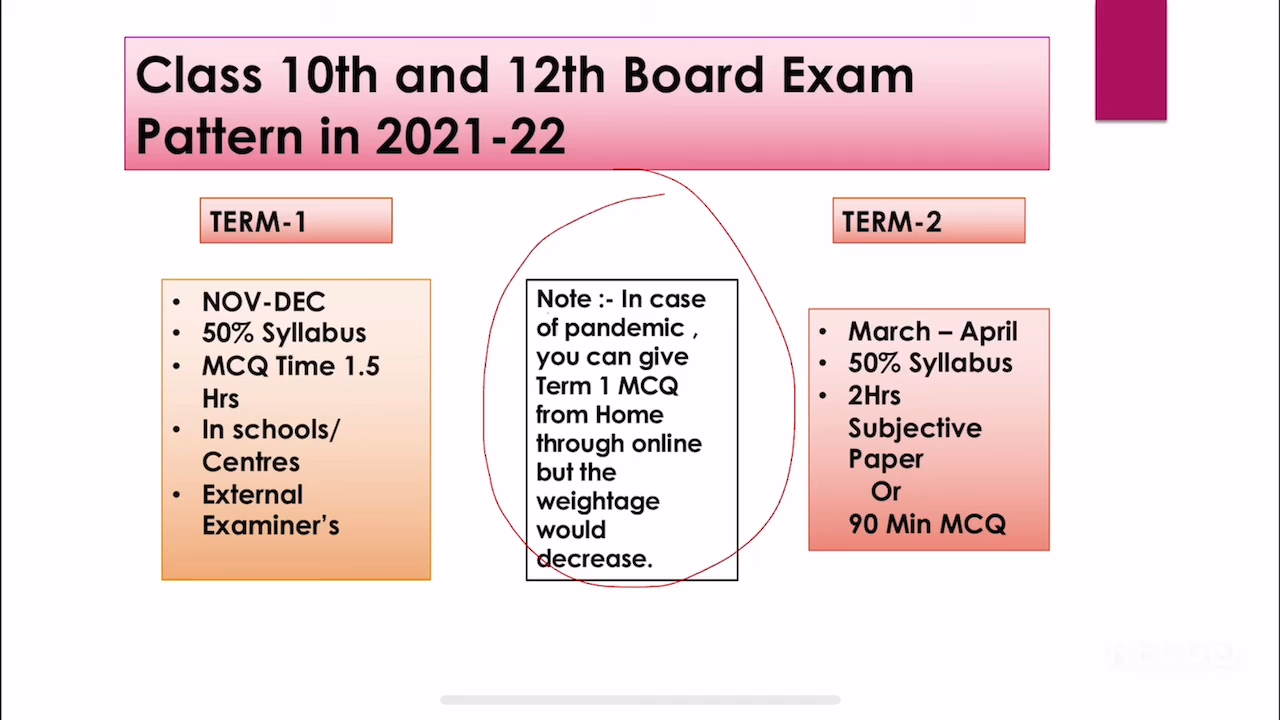 Class 10th and 12th Board Exam
Pattern in 2021-22
TERM-1
• NOV-DEC
• 50% Syllabus
• MCQ Time 1.5
Hrs
• In schools/
Centres
• External
Examiner's
Note :- In case
of pandemic ,
you can give
Term 1 MCQ
from Home
through online
but the
weightage
would
decrease.
TERM-2
• March – April
• 50% Syllabus
• 2Hrs
Subjective
Paper
Or
90 Min MCQ